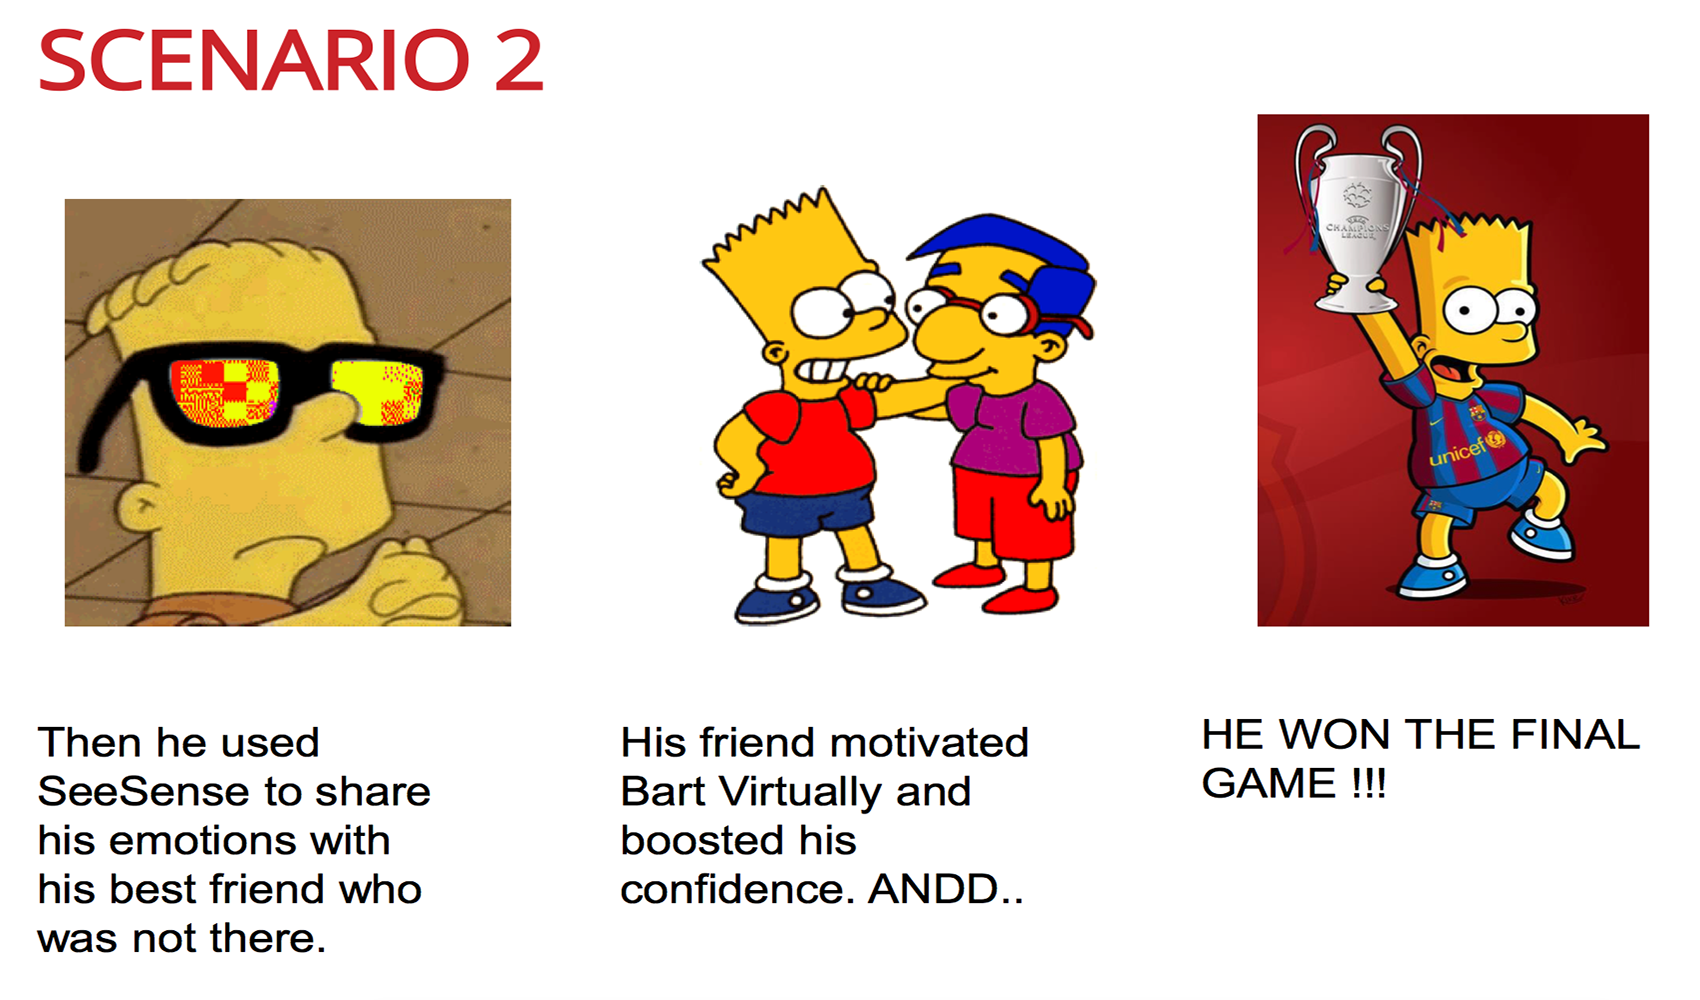 SCENARIO 2
Then he used
SeeSense to share
his emotions with
his best friend who
was not there.
His friend motivated
Bart Virtually and
boosted his
confidence. ANDD..
HE WON THE FINAL
GAME !!!
UEFA
CHAMPIONS
LEAGUE
unicef